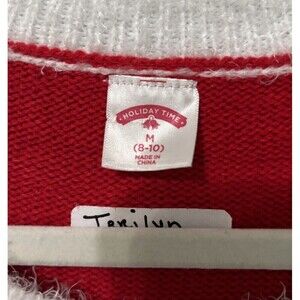 HOLIDAY TIME
M
(8-10)
MADE IN
CHINA
Terilyn